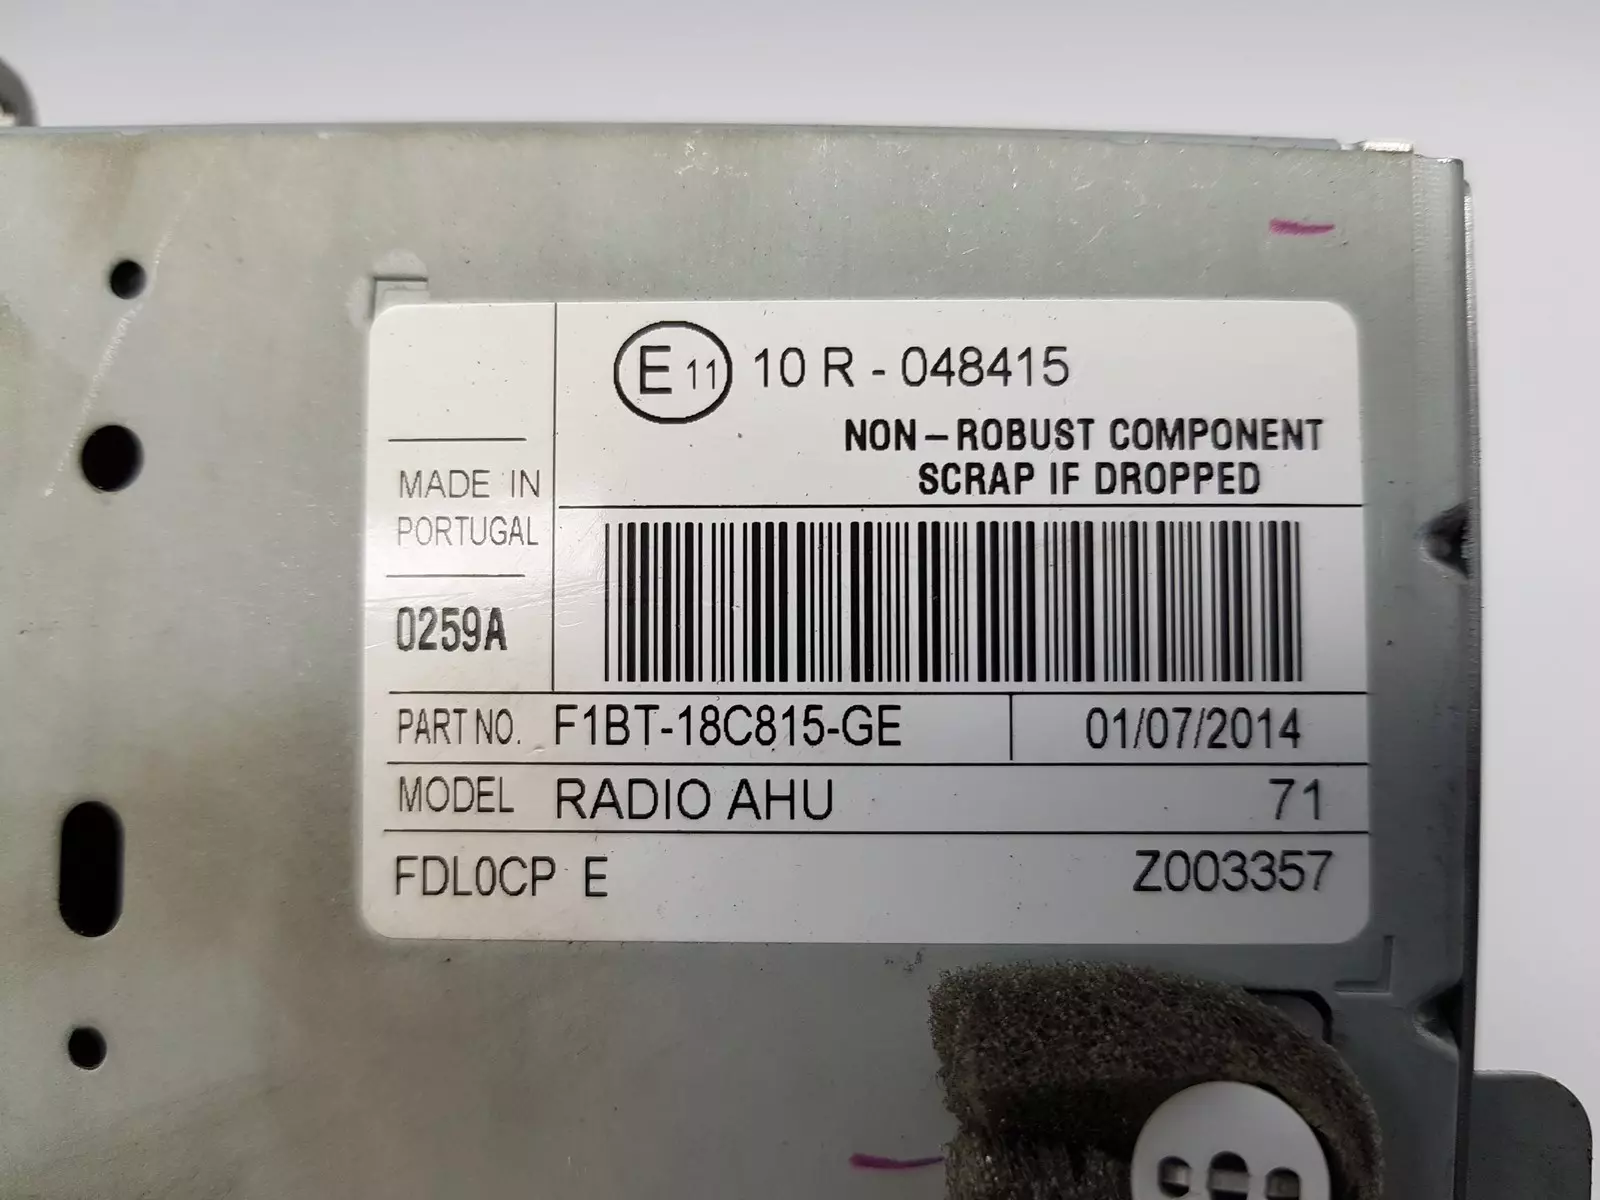 E 11 10 R - 048415
NON-ROBUST COMPONENT
SCRAP IF DROPPED
MADE IN
PORTUGAL
0259A
PART NO. F1BT-18C815-GE 01/07/2014
MODEL RADIO AHU 71
FDL0CP E Z003357